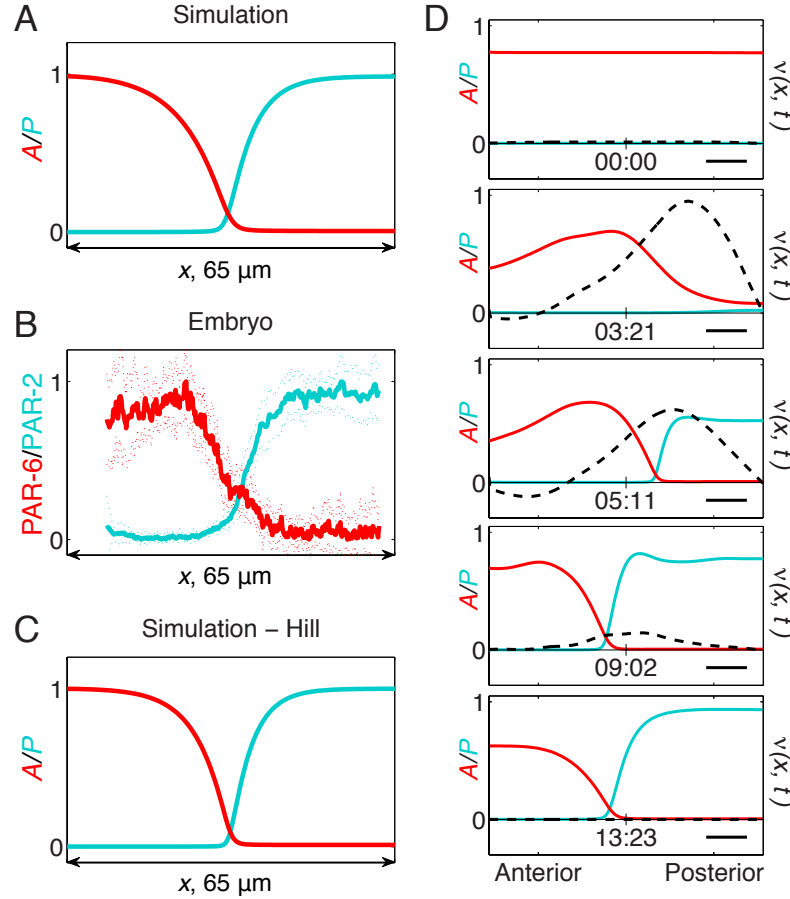 A
Simulation
1
A/P
0
x, 65 µm
B
Embryo
1
PAR-6/PAR-2
0
x, 65 µm
C
Simulation – Hill
1
A/P
0
x, 65 µm
D
1
A/P
0
v(x, t)
00:00
1
A/P
0
v(x, t)
03:21
1
A/P
0
v(x, t)
05:11
1
A/P
0
v(x, t)
09:02
1
A/P
0
v(x, t)
13:23
Anterior
Posterior